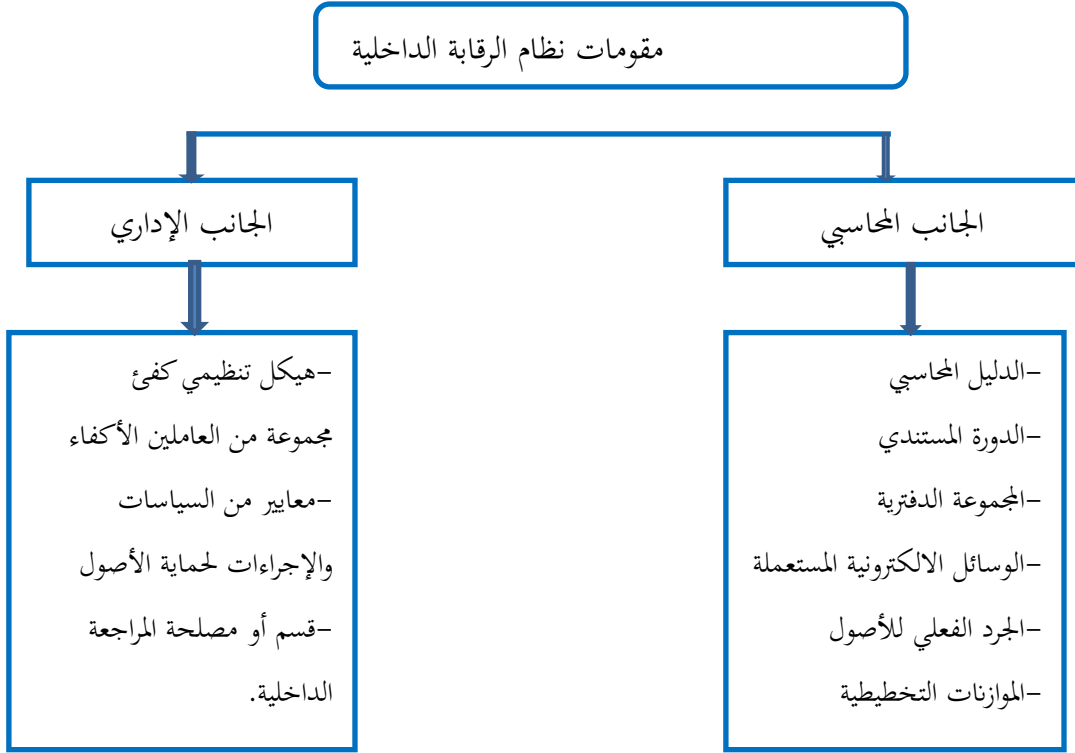 مقومات نظام الرقابة الداخلية
الجانب المحاسبي
الجانب الإداري
-الدليل المحاسبي
-الدورة المستندي
-المجموعة الدفترية
-الوسائل الالكترونية المستعملة
-الجرد الفعلي للأصول
-الموازنات التخطيطية
-هيكل تنظيمي كفئ
مجموعة من العاملين الأكفاء
-معايير من السياسات
والإجراءات لحماية الأصول
-قسم أو مصلحة المراجعة
الداخلية.